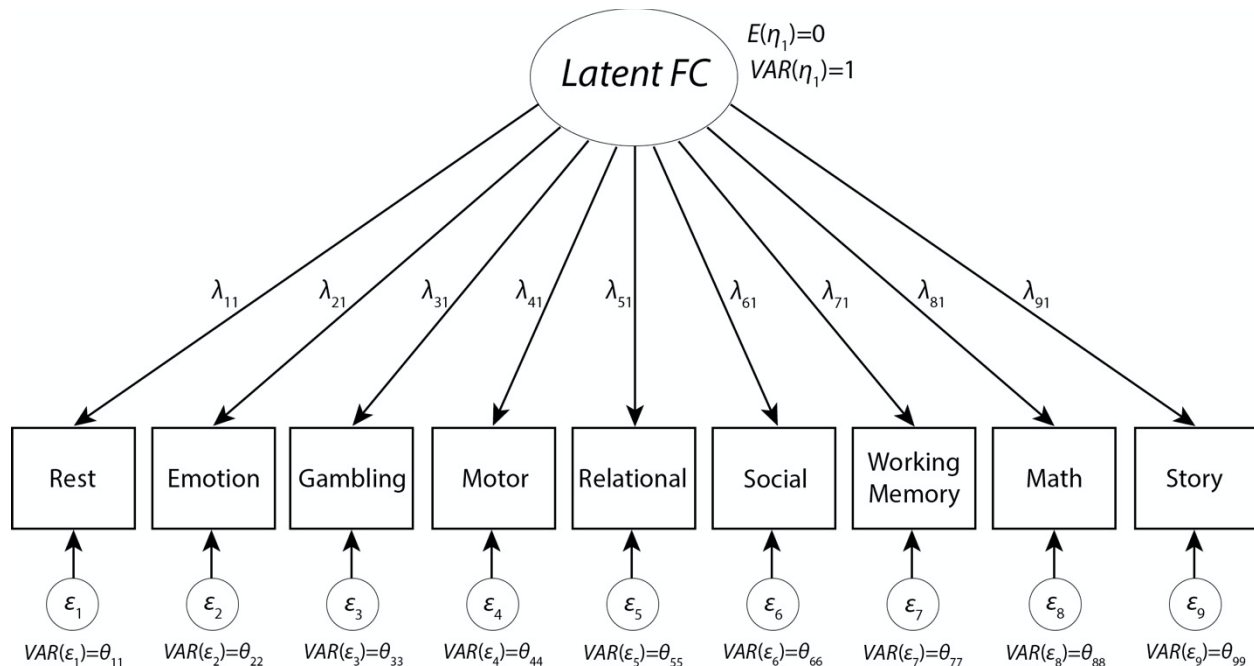 Latent FC
E(η₁)=0
VAR(η₁)=1
λ₁₁ λ₂₁ λ₃₁ λ₄₁ λ₅₁ λ₆₁ λ₇₁ λ₈₁ λ₉₁
Rest Emotion Gambling Motor Relational Social Working Memory Math Story
ε₁ ε₂ ε₃ ε₄ ε₅ ε₆ ε₇ ε₈ ε₉
VAR(ε₁)=θ₁₁ VAR(ε₂)=θ₂₂ VAR(ε₃)=θ₃₃ VAR(ε₄)=θ₄₄ VAR(ε₅)=θ₅₅ VAR(ε₆)=θ₆₆ VAR(ε₇)=θ₇₇ VAR(ε₈)=θ₈₈ VAR(ε₉)=θ₉₉